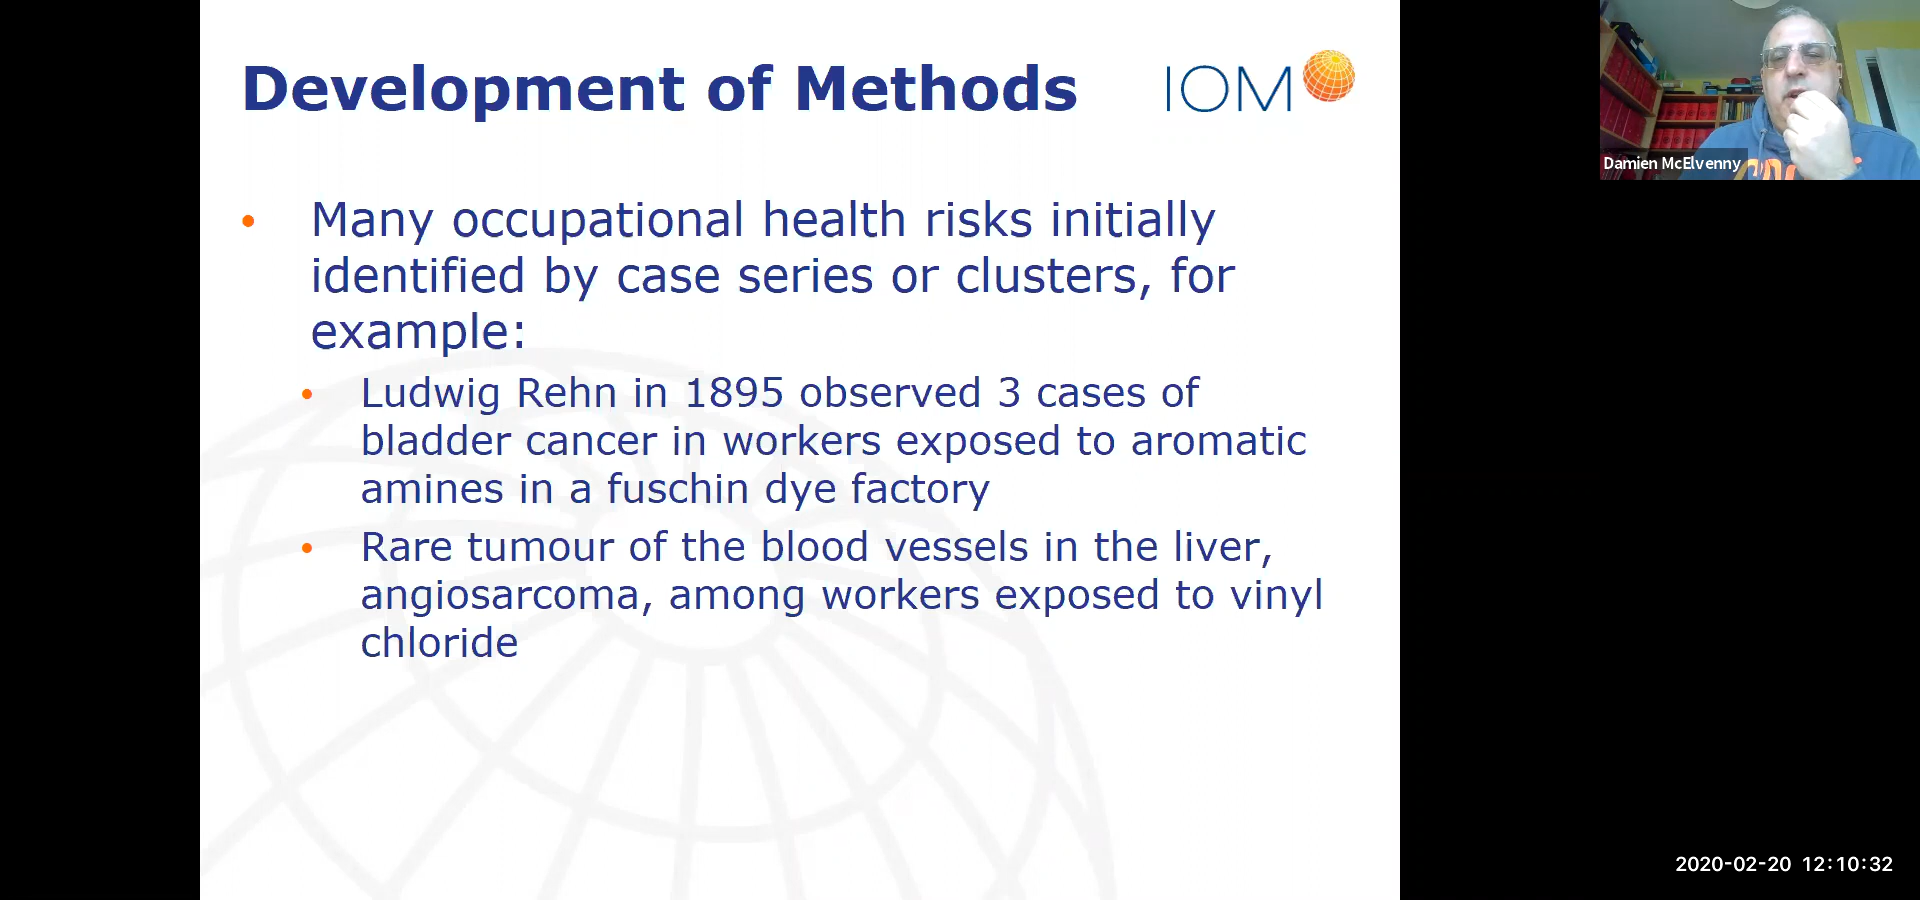 Development of Methods
IOM
Damien McElvenny
• Many occupational health risks initially
identified by case series or clusters, for
example:
• Ludwig Rehn in 1895 observed 3 cases of
bladder cancer in workers exposed to aromatic
amines in a fuschin dye factory
• Rare tumour of the blood vessels in the liver,
angiosarcoma, among workers exposed to vinyl
chloride
2020-02-20 12:10:32